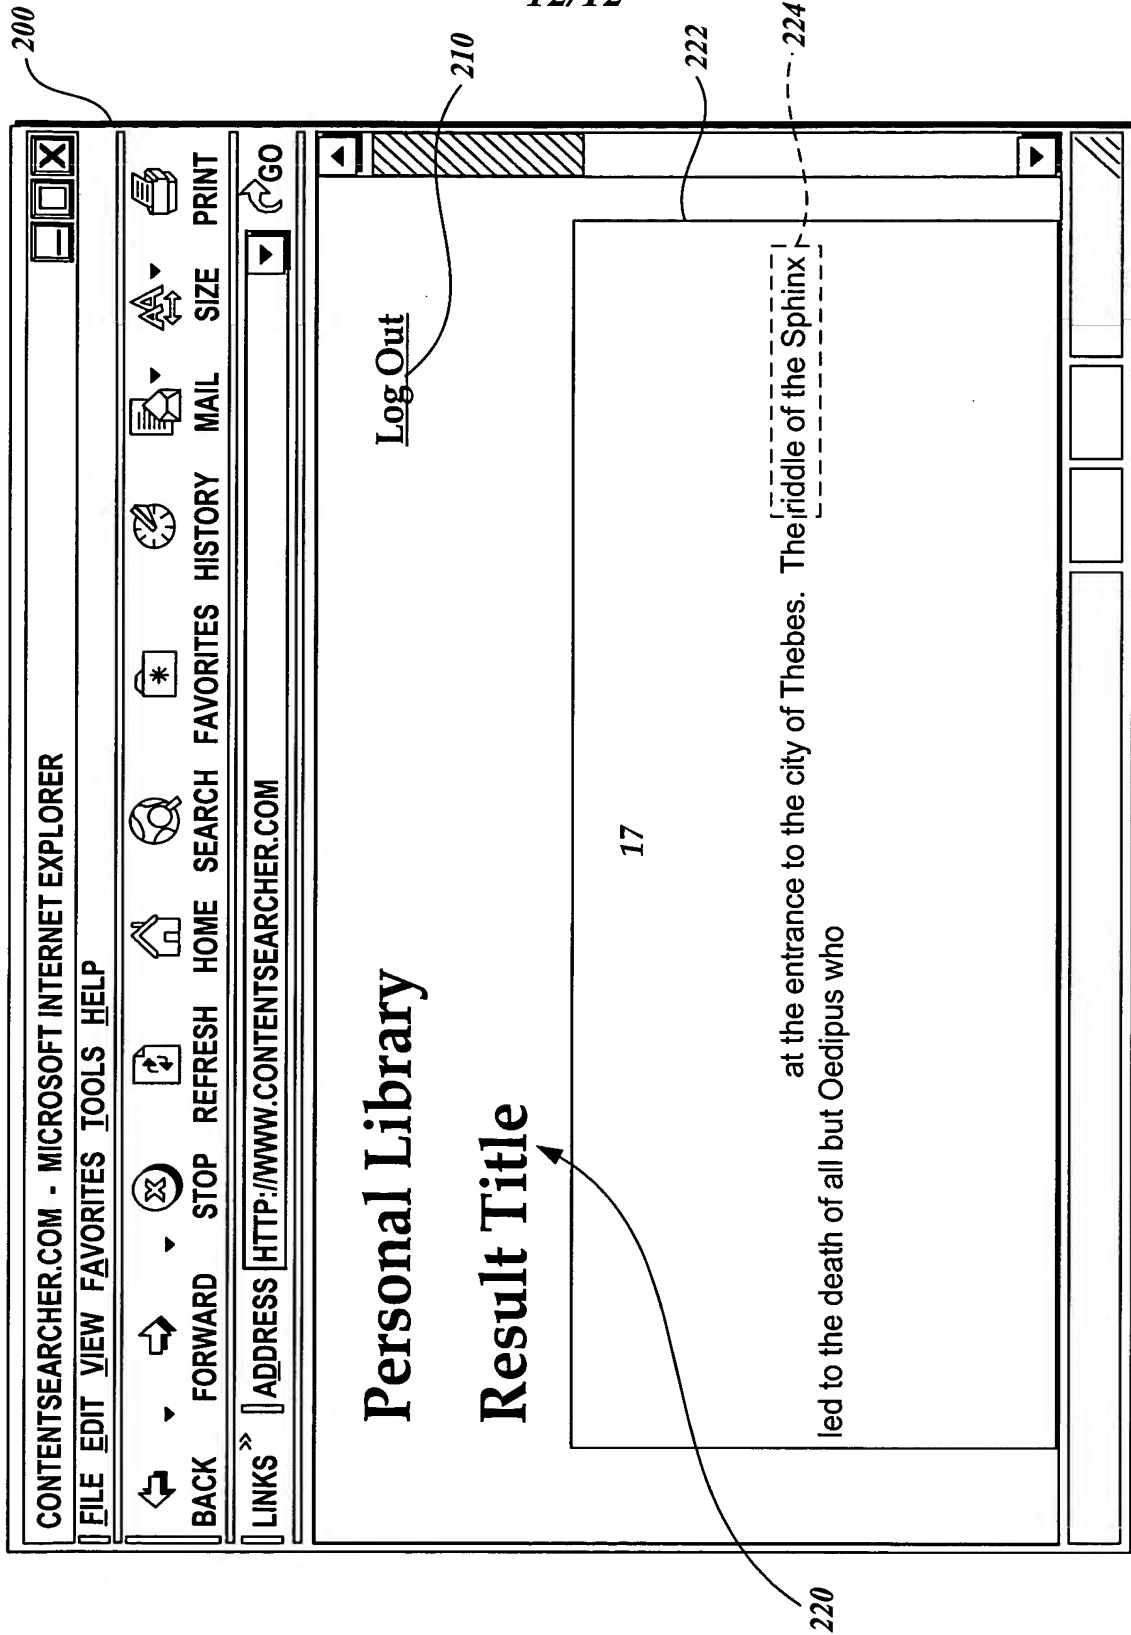 12/12
200
CONTENTSEARCHER.COM - MICROSOFT INTERNET EXPLORER
FILE EDIT VIEW FAVORITES TOOLS HELP
BACK FORWARD STOP REFRESH HOME SEARCH FAVORITES HISTORY MAIL SIZE PRINT
LINKS » ADDRESS HTTP://WWW.CONTENTSEARCHER.COM GO
Personal Library
Log Out
210
Result Title
220
222
17
at the entrance to the city of Thebes. The riddle of the Sphinx
224
led to the death of all but Oedipus who